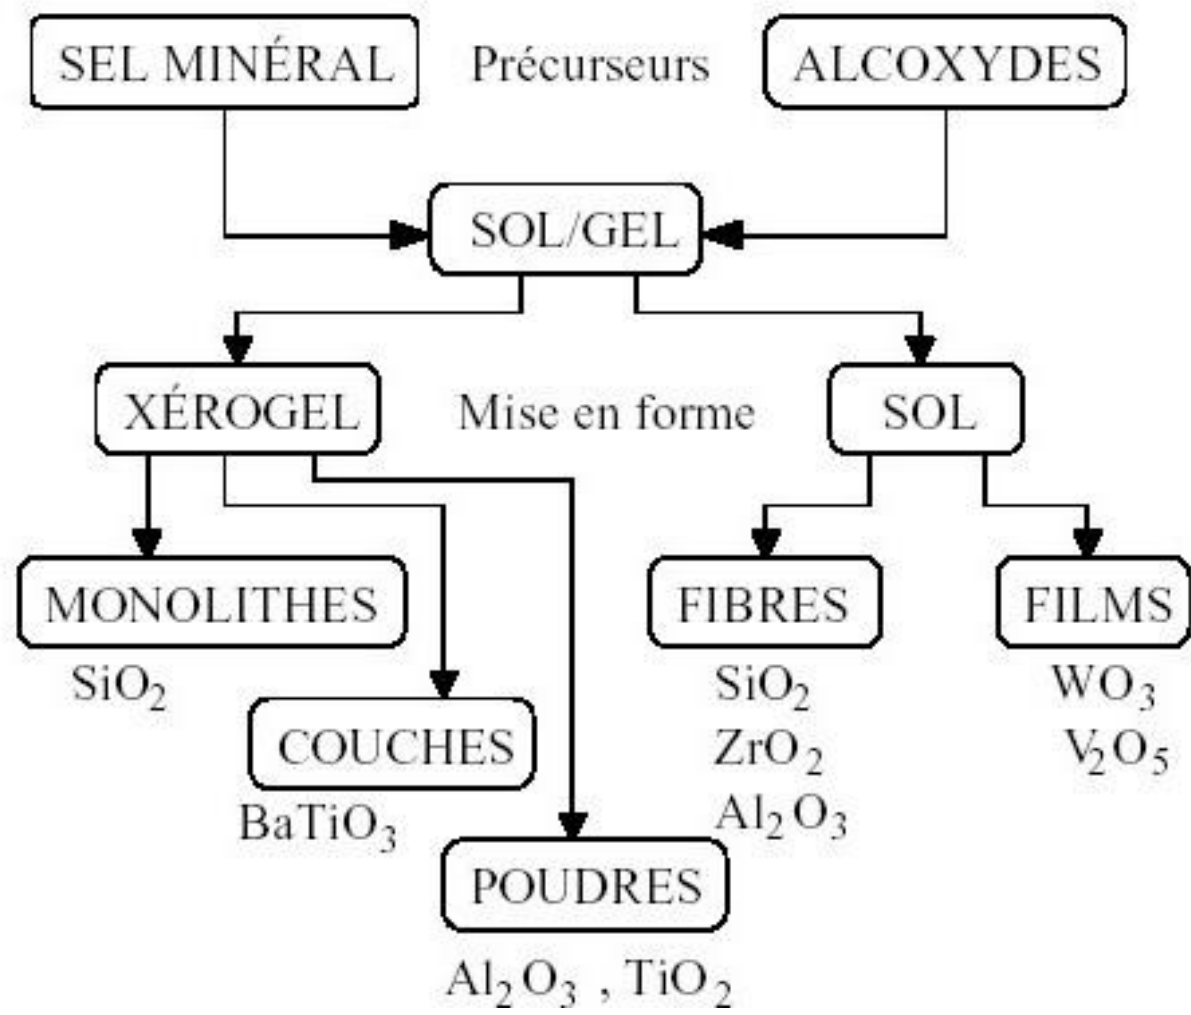 SEL MINÉRAL
Précurseurs
ALCOXYDES
SOL/GEL
XÉROGEL
Mise en forme
SOL
MONOLITHES
SiO₂
COUCHES
BaTiO₃
POUDRES
Al₂O₃ , TiO₂
FIBRES
SiO₂
ZrO₂
Al₂O₃
FILMS
WO₃
V₂O₅